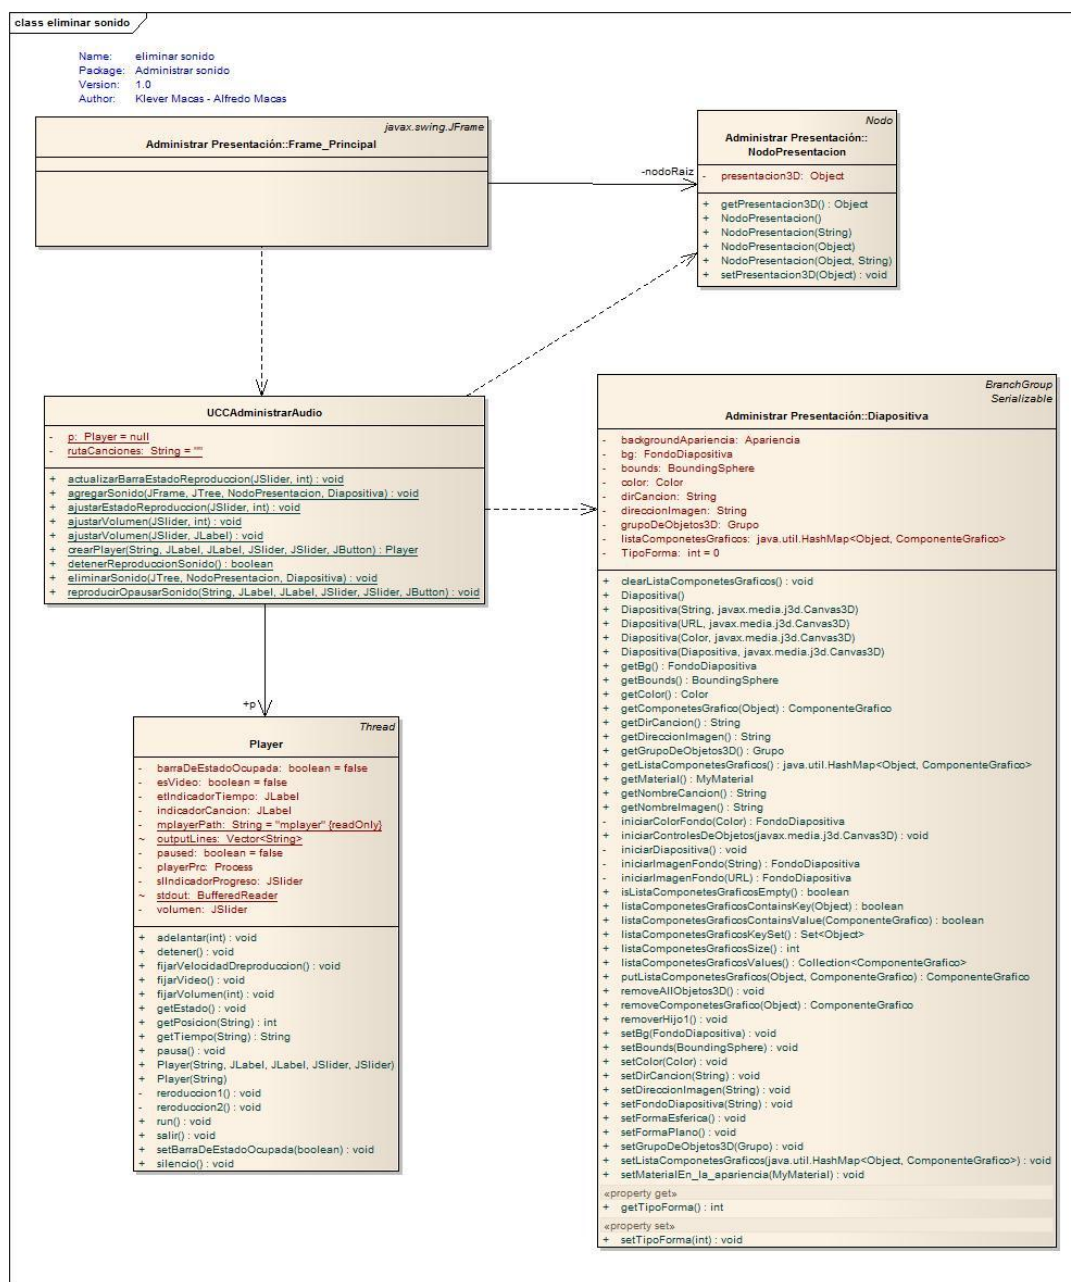 class eliminar sonido
Name: eliminar sonido
Package: Administrar sonido
Version: 1.0
Author: Klever Macas - Alfredo Macas
javax.swing.JFrame
Administrar Presentación::Frame_Principal
-nodoRaiz
Nodo
Administrar Presentación::
NodoPresentacion
- presentacion3D: Object
+ getPresentacion3D() : Object
+ NodoPresentacion()
+ NodoPresentacion(String)
+ NodoPresentacion(Object)
+ NodoPresentacion(Object, String)
+ setPresentacion3D(Object) : void
UCCAdministrarAudio
- p: Player = null
- rutaCanciones: String = ""
+ actualizarBarraEstadoReproduccion(JSlider, int) : void
+ agregarSonido(JFrame, JTree, NodoPresentacion, Diapositiva) : void
+ ajustarEstadoReproduccion(JSlider, int) : void
+ ajustarVolumen(JSlider, int) : void
+ ajustarVolumen(JSlider, JLabel) : void
+ crearPlayer(String, JLabel, JLabel, JSlider, JSlider, JButton) : Player
+ detenerReproduccionSonido() : boolean
+ eliminarSonido(JTree, NodoPresentacion, Diapositiva) : void
+ reproducirOpausarSonido(String, JLabel, JLabel, JSlider, JSlider, JButton) : void
+p
Thread
Player
- barraDeEstadoOcupada: boolean = false
- esVideo: boolean = false
- etIndicadorTiempo: JLabel
- indicadorCancion: JLabel
- mplayerPath: String = "mplayer" {readOnly}
~ outputLines: Vector<String>
- paused: boolean = false
- playerPrc: Process
- slIndicadorProgreso: JSlider
~ stdout: BufferedReader
- volumen: JSlider
+ adelantar(int) : void
+ detener() : void
+ fijarVelocidadDreproduccion() : void
+ fijarVideo() : void
+ fijarVolumen(int) : void
+ getEstado() : void
+ getPosicion(String) : int
+ getTiempo(String) : String
+ pausa() : void
+ Player(String, JLabel, JLabel, JSlider, JSlider)
+ Player(String)
- reroduccion1() : void
- reroduccion2() : void
+ run() : void
+ salir() : void
+ setBarraDeEstadoOcupada(boolean) : void
+ silencio() : void
BranchGroup
Serializable
Administrar Presentación::Diapositiva
- backgroundApariencia: Apariencia
- bg: FondoDiapositiva
- bounds: BoundingSphere
- color: Color
- dirCancion: String
- direccionImagen: String
- grupoDeObjetos3D: Grupo
- listaComponetesGraficos: java.util.HashMap<Object, ComponenteGrafico>
- TipoForma: int = 0
+ clearListaComponetesGraficos() : void
+ Diapositiva()
+ Diapositiva(String, javax.media.j3d.Canvas3D)
+ Diapositiva(URL, javax.media.j3d.Canvas3D)
+ Diapositiva(Color, javax.media.j3d.Canvas3D)
+ Diapositiva(Diapositiva, javax.media.j3d.Canvas3D)
+ getBg() : FondoDiapositiva
+ getBounds() : BoundingSphere
+ getColor() : Color
+ getComponetesGrafico(Object) : ComponenteGrafico
+ getDirCancion() : String
+ getDireccionImagen() : String
+ getGrupoDeObjetos3D() : Grupo
+ getListaComponetesGraficos() : java.util.HashMap<Object, ComponenteGrafico>
+ getMaterial() : MyMaterial
+ getNombreCancion() : String
+ getNombreImagen() : String
- iniciarColorFondo(Color) : FondoDiapositiva
+ iniciarControlesDeObjetos(javax.media.j3d.Canvas3D) : void
- iniciarDiapositiva() : void
- iniciarImagenFondo(String) : FondoDiapositiva
- iniciarImagenFondo(URL) : FondoDiapositiva
+ isListaComponetesGraficosEmpty() : boolean
+ listaComponetesGraficosContainsKey(Object) : boolean
+ listaComponetesGraficosContainsValue(ComponenteGrafico) : boolean
+ listaComponetesGraficosKeySet() : Set<Object>
+ listaComponetesGraficosSize() : int
+ listaComponetesGraficosValues() : Collection<ComponenteGrafico>
+ putListaComponetesGraficos(Object, ComponenteGrafico) : ComponenteGrafico
+ removeAllObjetos3D() : void
+ removeComponetesGrafico(Object) : ComponenteGrafico
+ removerHijo1() : void
+ setBg(FondoDiapositiva) : void
+ setBounds(BoundingSphere) : void
+ setColor(Color) : void
+ setDirCancion(String) : void
+ setDireccionImagen(String) : void
+ setFondoDiapositiva(String) : void
+ setFormaEsferica() : void
+ setFormaPlano() : void
+ setGrupoDeObjetos3D(Grupo) : void
+ setListaComponetesGraficos(java.util.HashMap<Object, ComponenteGrafico>) : void
+ setMaterialEn_la_apariencia(MyMaterial) : void
«property get»
+ getTipoForma() : int
«property set»
+ setTipoForma(int) : void